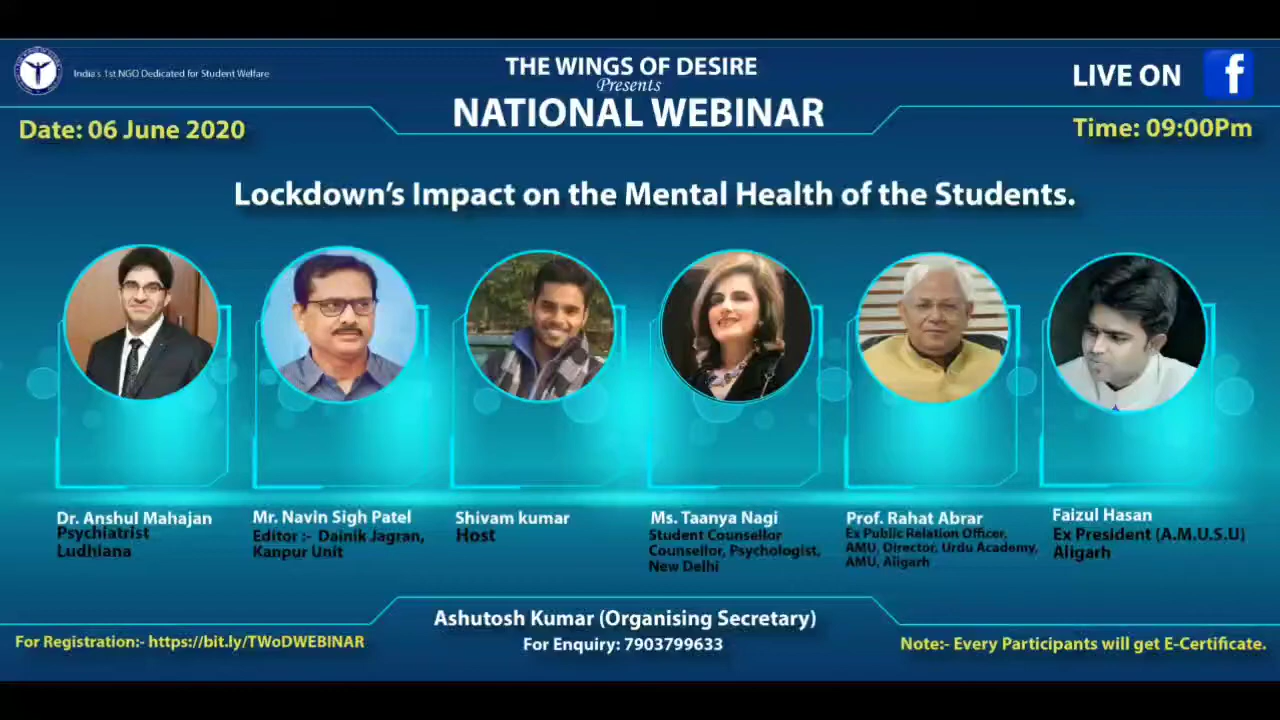 India's 1st NGO Dedicated for Student Welfare
THE WINGS OF DESIRE
Presents
NATIONAL WEBINAR
LIVE ON f
Date: 06 June 2020
Time: 09:00Pm
Lockdown's Impact on the Mental Health of the Students.
Dr. Anshul Mahajan
Psychiatrist
Ludhiana
Mr. Navin Sigh Patel
Editor :- Dainik Jagran,
Kanpur Unit
Shivam kumar
Host
Ms. Taanya Nagi
Student Counsellor
Counsellor, Psychologist,
New Delhi
Prof. Rahat Abrar
Ex Public Relation Officer,
AMU, Director, Urdu Academy,
AMU, Aligarh
Faizul Hasan
Ex President (A.M.U.S.U)
Aligarh
Ashutosh Kumar (Organising Secretary)
For Enquiry: 7903799633
For Registration:- https://bit.ly/TWoDWEBINAR
Note:- Every Participants will get E-Certificate.